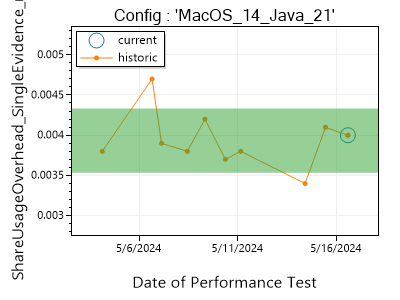 Config : 'MacOS_14_Java_21'
current
historic
0.005
0.0045
0.004
0.0035
0.003
ShareUsageOverhead_SingleEvidence_
5/6/2024
5/11/2024
5/16/2024
Date of Performance Test